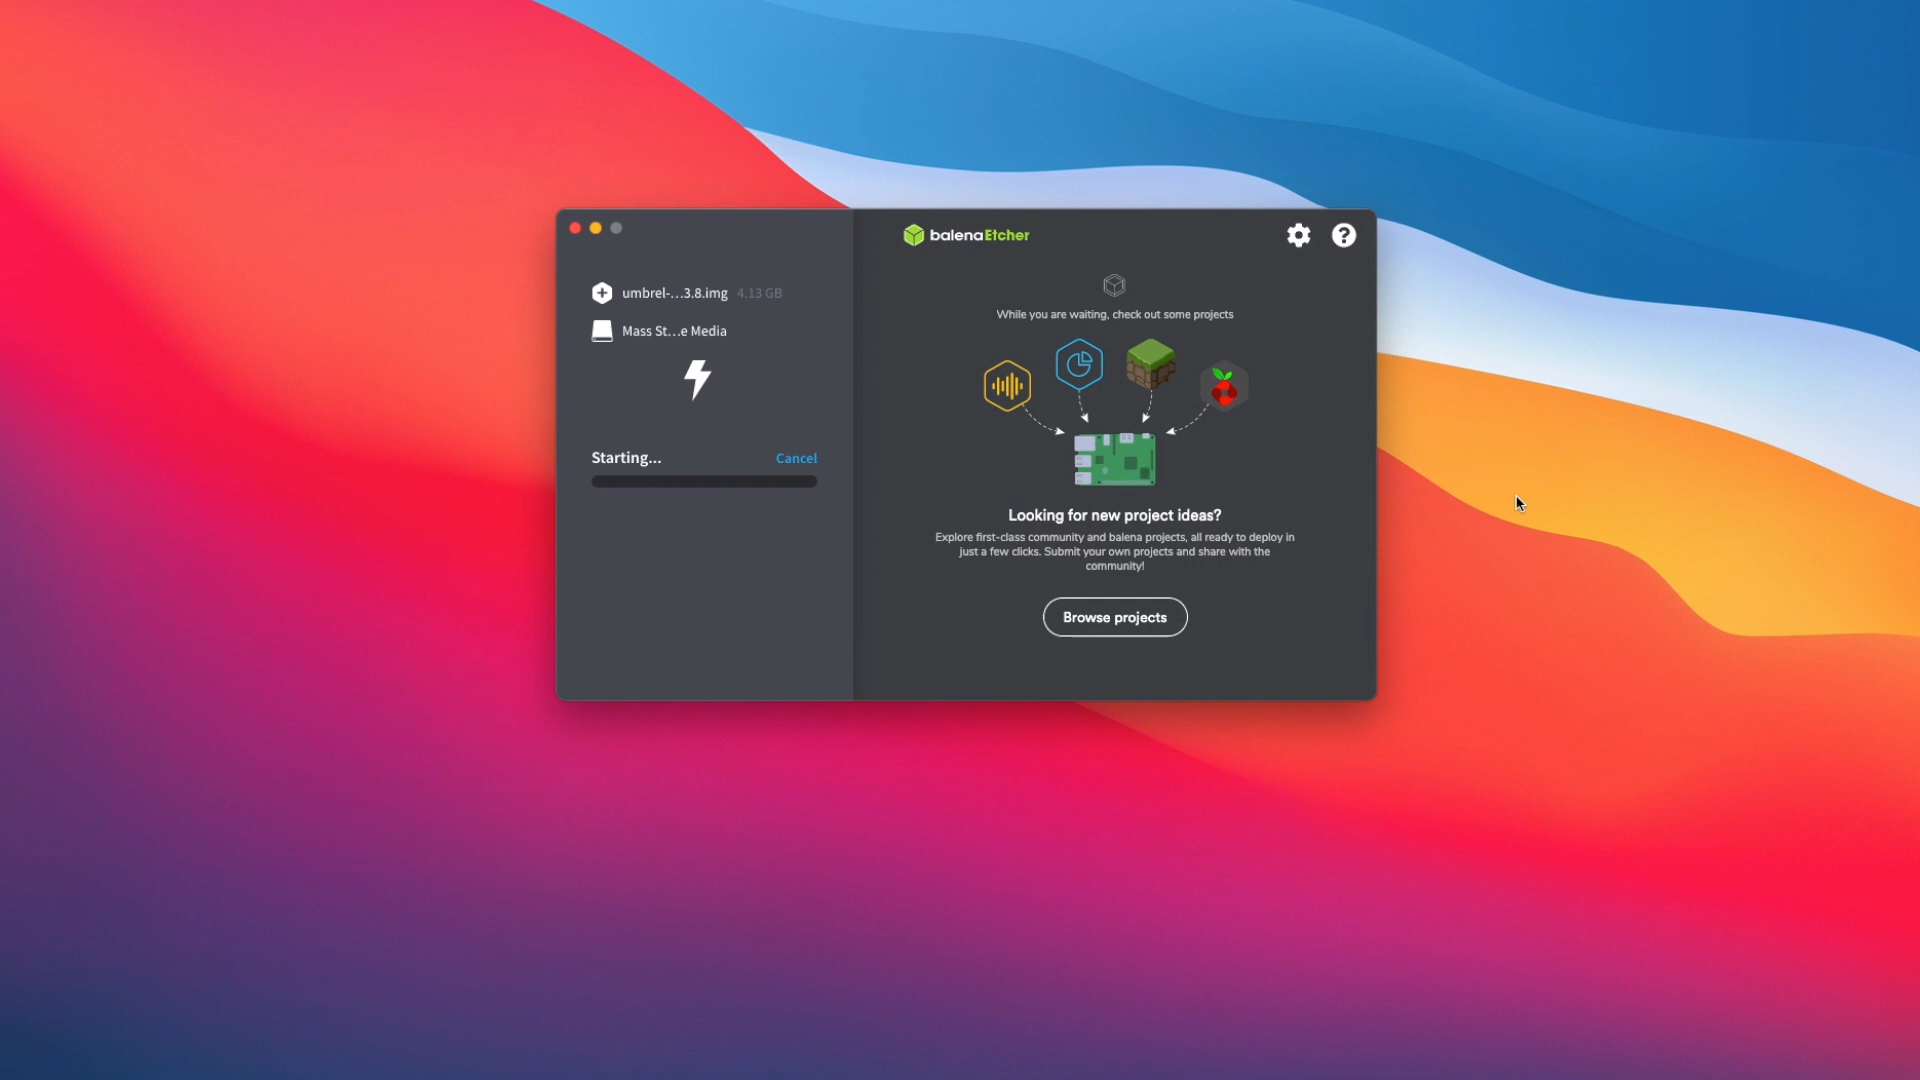 umbrel-...3.8.img 4.13 GB
Mass St...e Media
Starting...
Cancel
balenaEtcher
While you are waiting, check out some projects
Looking for new project ideas?
Explore first-class community and balena projects, all ready to deploy in
just a few clicks. Submit your own projects and share with the
community!
Browse projects